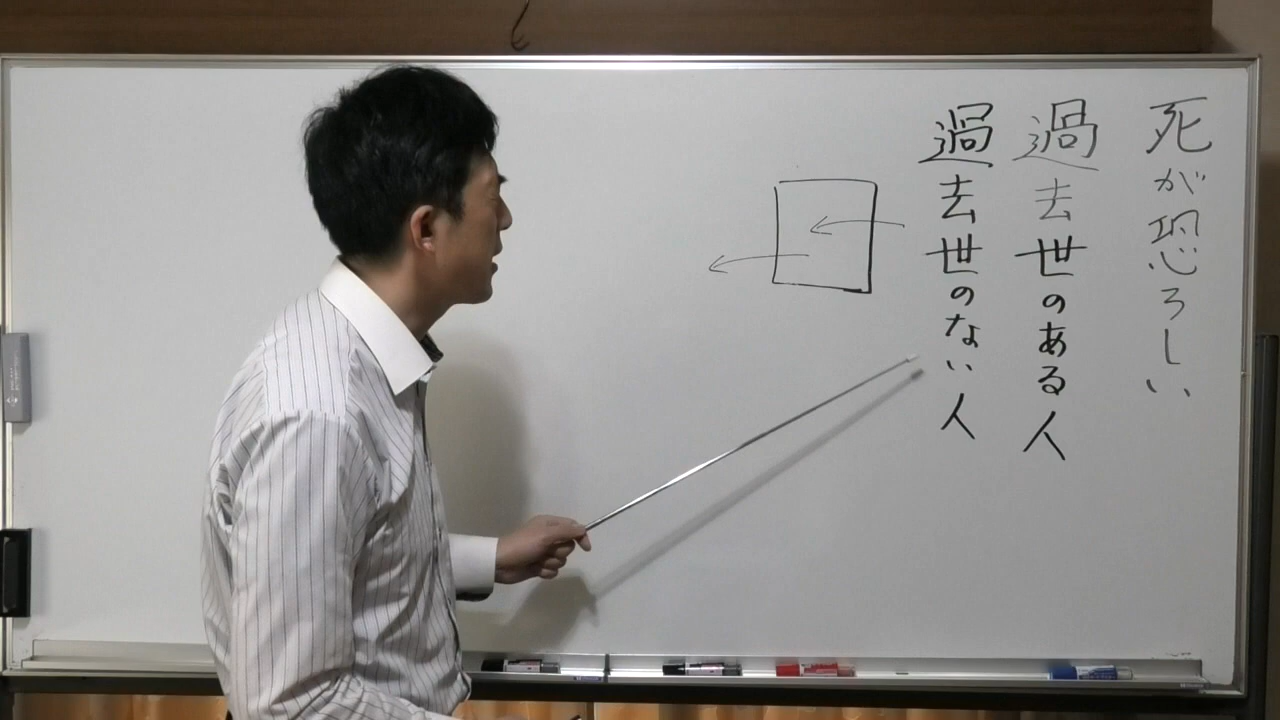 死が恐ろしい
過去世のある人
過去世のない人